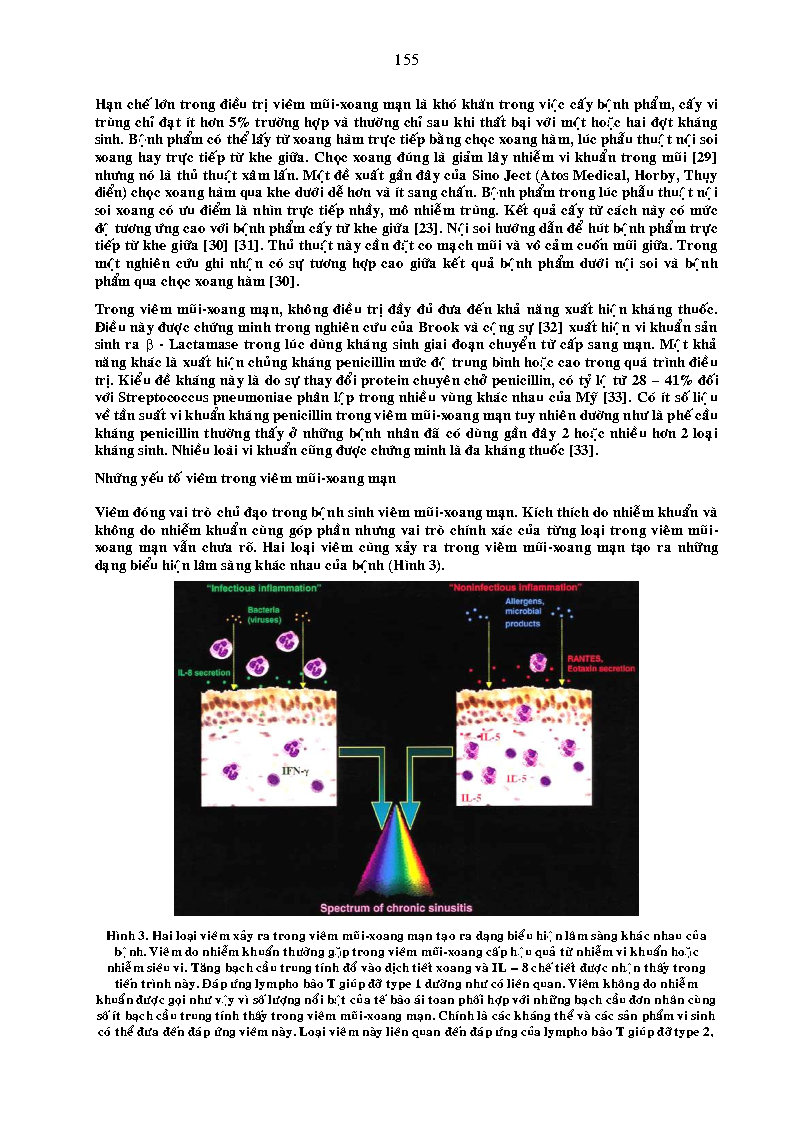 155
Hạn chế lớn trong điều trị viêm mũi-xoang mạn là khó khăn trong việc cấy bệnh phẩm, cấy vi
trùng chỉ đạt ít hơn 5% trường hợp và thường chỉ sau khi thất bại với một hoặc hai đợt kháng
sinh. Bệnh phẩm có thể lấy từ xoang hàm trực tiếp bằng chọc xoang hàm, lúc phẫu thuật nội soi
xoang hay trực tiếp từ khe giữa. Chọc xoang đúng là giảm lây nhiễm vi khuẩn trong mũi [29]
nhưng nó là thủ thuật xâm lấn. Một đề xuất gần đây của Sino Ject (Atos Medical, Horby, Thụy
điển) chọc xoang hàm qua khe dưới dễ hơn và ít sang chấn. Bệnh phẩm trong lúc phẫu thuật nội
soi xoang có ưu điểm là nhìn trực tiếp nhầy, mô nhiễm trùng. Kết quả cấy từ cách này có mức
độ tương ứng cao với bệnh phẩm cấy từ khe giữa [23]. Nội soi hướng dẫn để hút bệnh phẩm trực
tiếp từ khe giữa [30] [31]. Thủ thuật này cần đặt co mạch mũi và vô cảm cuốn mũi giữa. Trong
một nghiên cứu ghi nhận có sự tương hợp cao giữa kết quả bệnh phẩm dưới nội soi và bệnh
phẩm qua chọc xoang hàm [30].
Trong viêm mũi-xoang mạn, không điều trị đầy đủ đưa đến khả năng xuất hiện kháng thuốc.
Điều này được chứng minh trong nghiên cứu của Brook và cộng sự [32] xuất hiện vi khuẩn sản
sinh ra β - Lactamase trong lúc dùng kháng sinh giai đoạn chuyển từ cấp sang mạn. Một khả
năng khác là xuất hiện chủng kháng penicillin mức độ trung bình hoặc cao trong quá trình điều
trị. Kiểu đề kháng này là do sự thay đổi protein chuyên chở penicillin, có tỷ lệ từ 28 – 41% đối
với Streptococcus pneumoniae phân lập trong nhiều vùng khác nhau của Mỹ [33]. Có ít số liệu
về tần suất vi khuẩn kháng penicillin trong viêm mũi-xoang mạn tuy nhiên dường như là phế cầu
kháng penicillin thường thấy ở những bệnh nhân đã có dùng gần đây 2 hoặc nhiều hơn 2 loại
kháng sinh. Nhiều loài vi khuẩn cũng được chứng minh là đa kháng thuốc [33].
Những yếu tố viêm trong viêm mũi-xoang mạn
Viêm đóng vai trò chủ đạo trong bệnh sinh viêm mũi-xoang mạn. Kích thích do nhiễm khuẩn và
không do nhiễm khuẩn cùng góp phần nhưng vai trò chính xác của từng loại trong viêm mũi-
xoang mạn vẫn chưa rõ. Hai loại viêm cùng xảy ra trong viêm mũi-xoang mạn tạo ra những
dạng biểu hiện lâm sàng khác nhau của bệnh (Hình 3).
"Infectious inflammation"
Bacteria
(viruses)
IL-8 secretion
IFN-γ
"Noninfectious inflammation"
Allergens,
microbial
products
RANTES,
Eotaxin secretion
IL-5
IL-5
IL-5
Spectrum of chronic sinusitis
Hình 3. Hai loại viêm xảy ra trong viêm mũi-xoang mạn tạo ra dạng biểu hiện lâm sàng khác nhau của
bệnh. Viêm do nhiễm khuẩn thường gặp trong viêm mũi-xoang cấp hậu quả từ nhiễm vi khuẩn hoặc
nhiễm siêu vi. Tăng bạch cầu trung tính đổ vào dịch tiết xoang và IL – 8 chế tiết được nhận thấy trong
tiến trình này. Đáp ứng lympho bào T giúp đỡ type 1 dường như có liên quan. Viêm không do nhiễm
khuẩn được gọi như vậy vì số lượng nổi bật của tế bào ái toan phối hợp với những bạch cầu đơn nhân cùng
số ít bạch cầu trung tính thấy trong viêm mũi-xoang mạn. Chính là các kháng thể và các sản phẩm vi sinh
có thể đưa đến đáp ứng viêm này. Loại viêm này liên quan đến đáp ứng của lympho bào T giúp đỡ type 2,